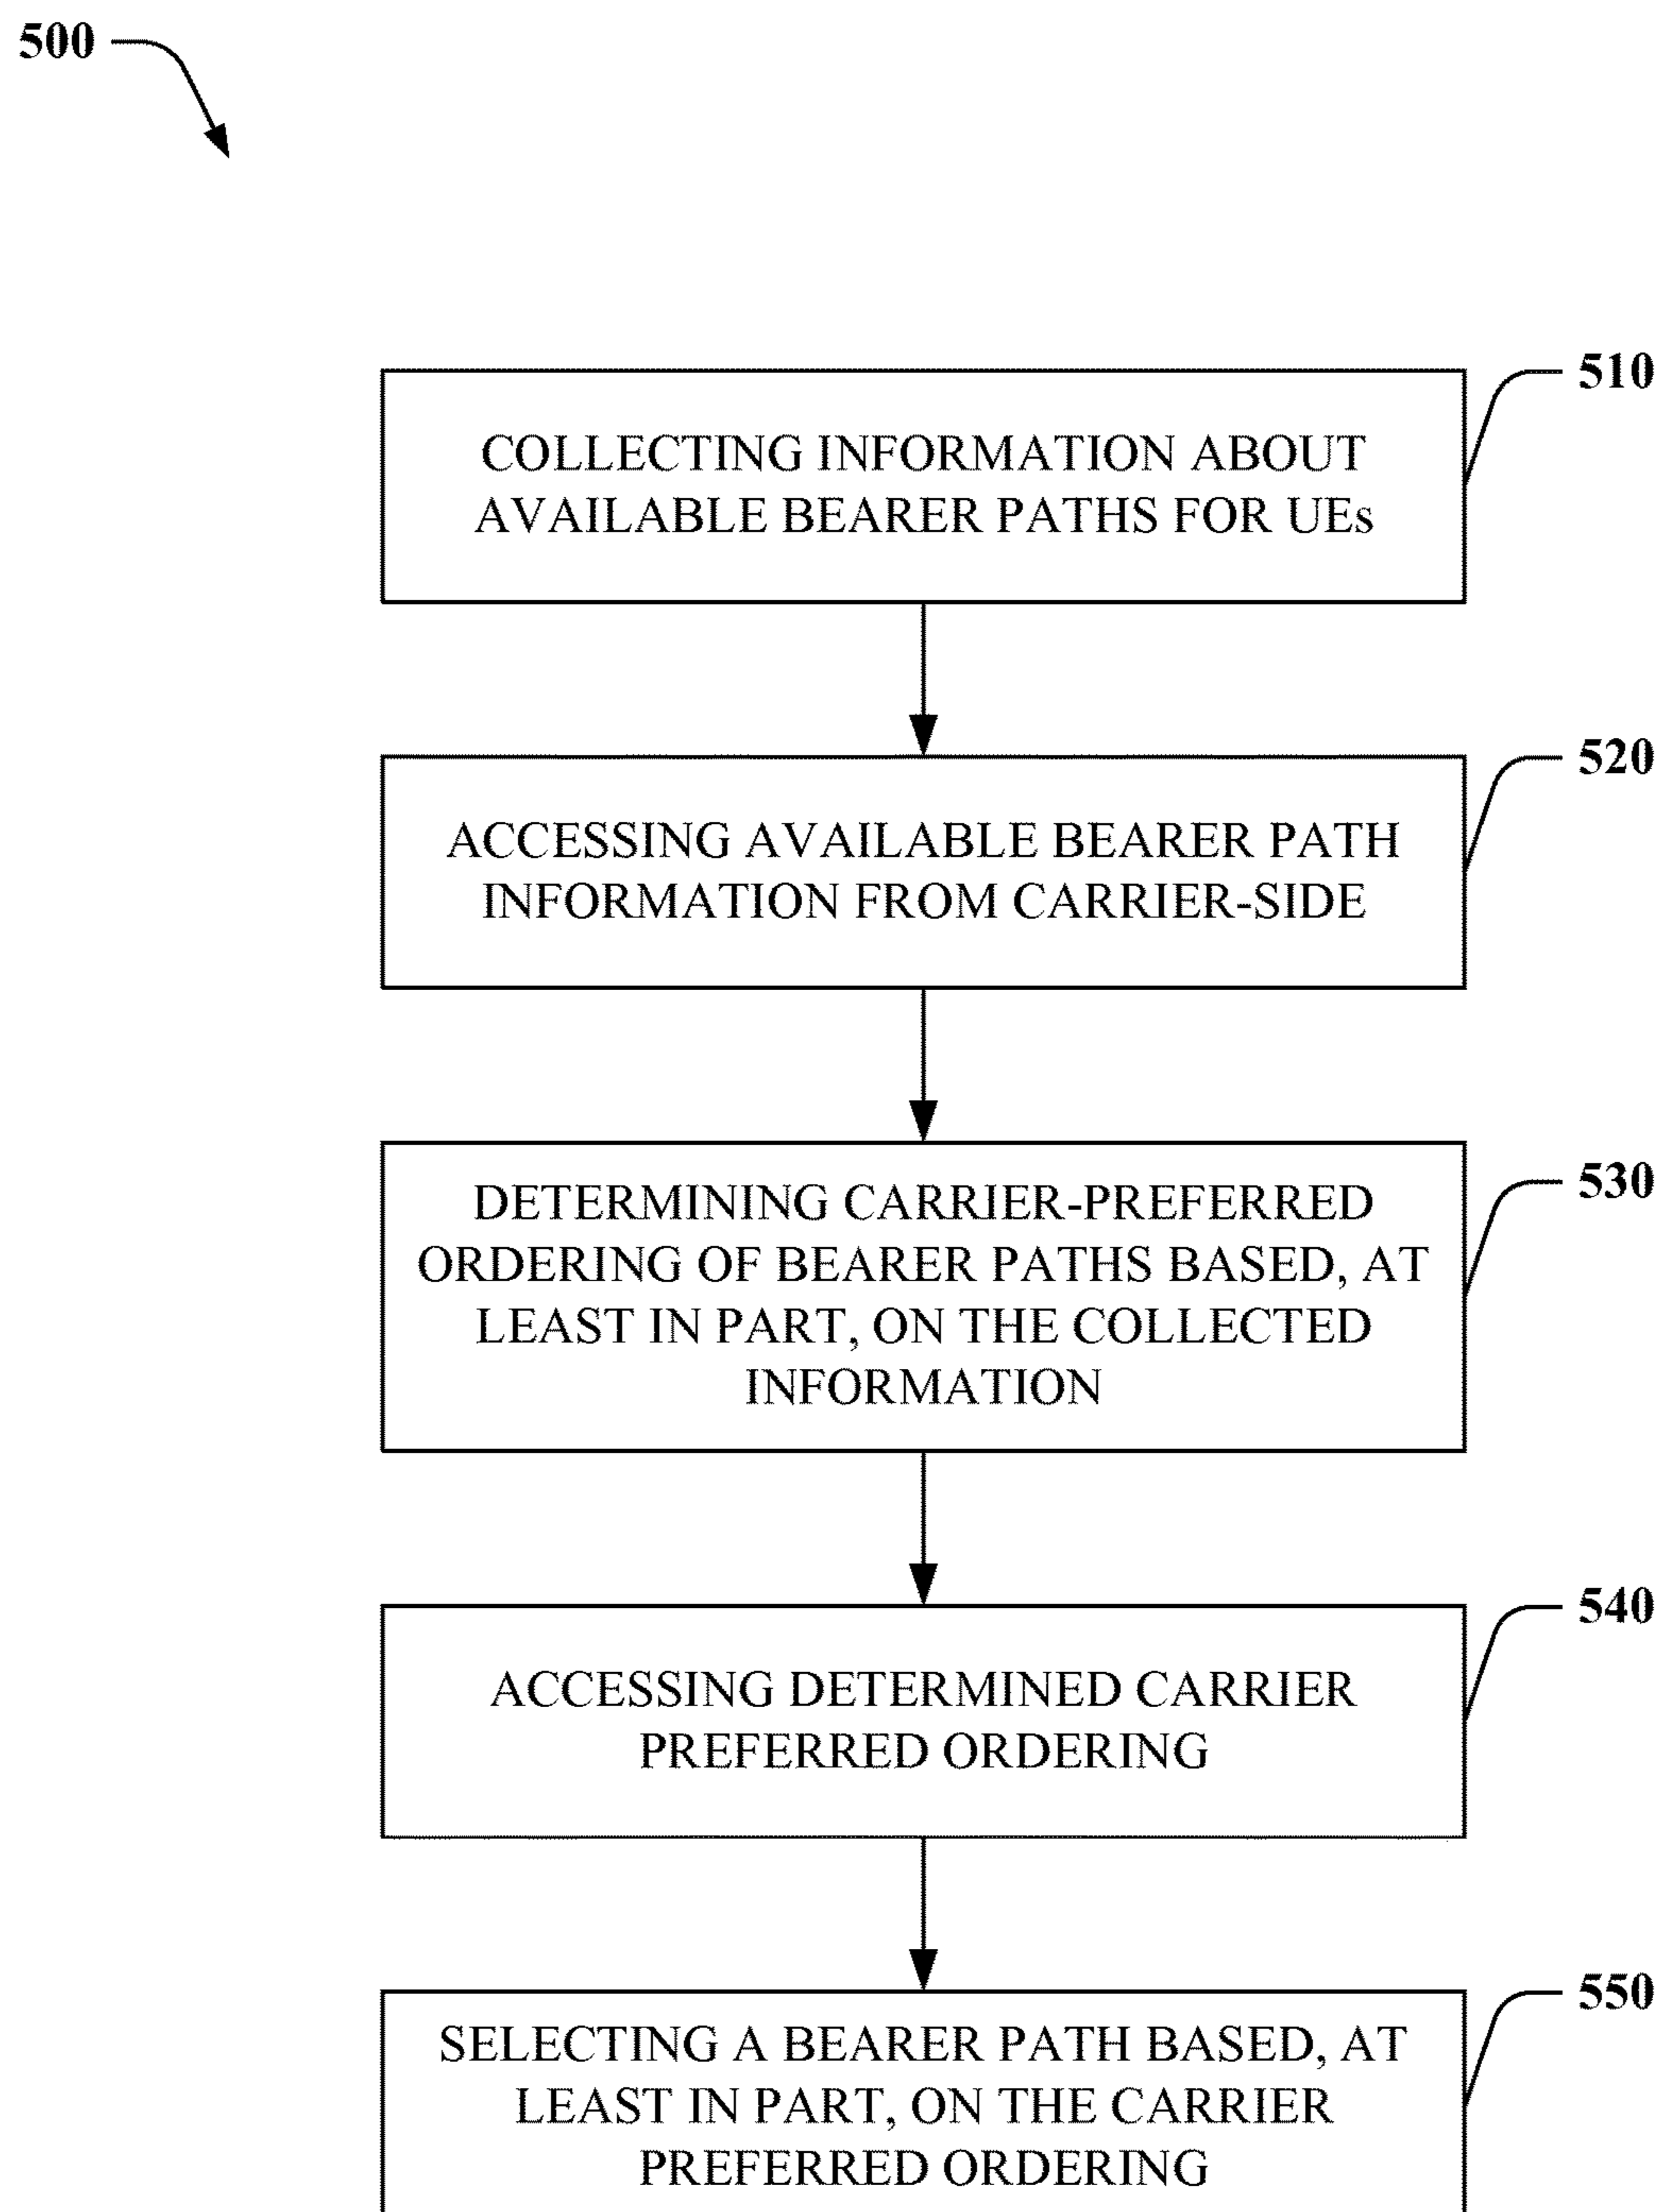 500
510
COLLECTING INFORMATION ABOUT
AVAILABLE BEARER PATHS FOR UEs
520
ACCESSING AVAILABLE BEARER PATH
INFORMATION FROM CARRIER-SIDE
530
DETERMINING CARRIER-PREFERRED
ORDERING OF BEARER PATHS BASED, AT
LEAST IN PART, ON THE COLLECTED
INFORMATION
540
ACCESSING DETERMINED CARRIER
PREFERRED ORDERING
550
SELECTING A BEARER PATH BASED, AT
LEAST IN PART, ON THE CARRIER
PREFERRED ORDERING